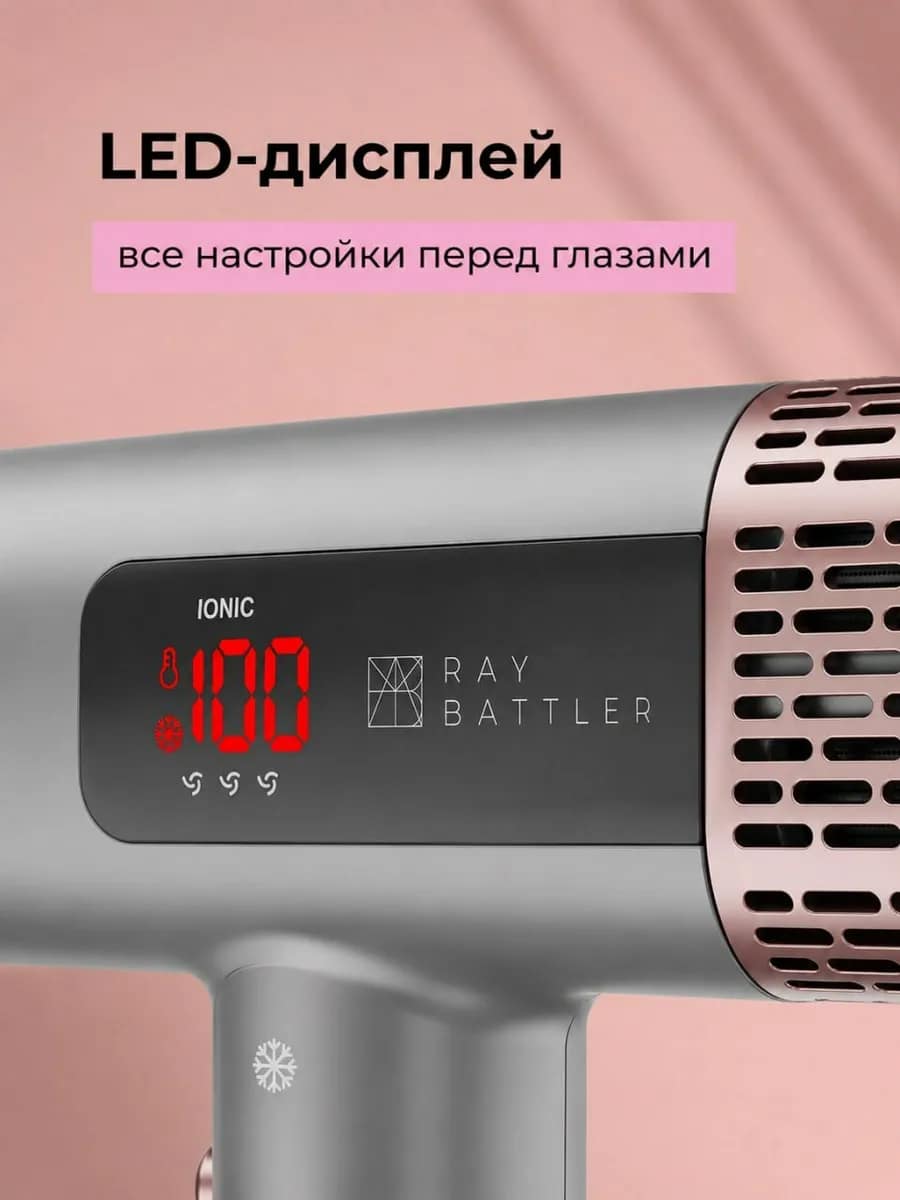 LED-дисплей
все настройки перед глазами
IONIC
100
RAY
BATTLER